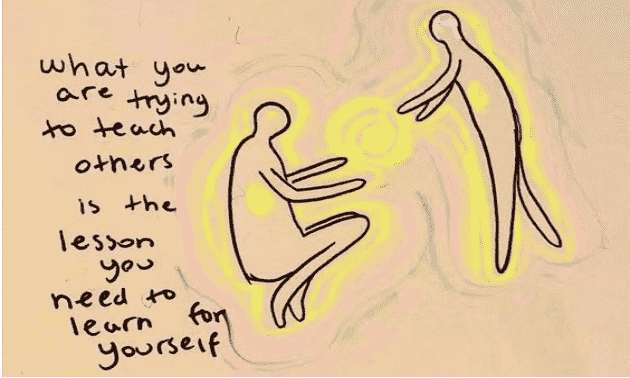 what you
are trying
to teach
others
is the
lesson
you
need to
learn for
yourself